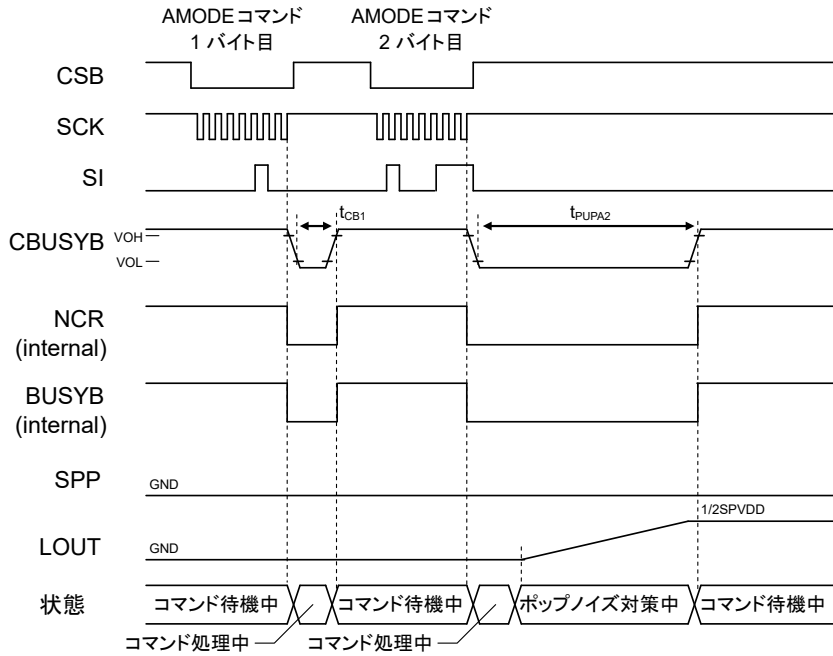 AMODEコマンド
1 バイト目
AMODEコマンド
2 バイト目
CSB
SCK
SI
tCB1
tPUPA2
CBUSYB
VOH
VOL
NCR
(internal)
BUSYB
(internal)
SPP
GND
1/2SPVDD
LOUT
GND
状態
コマンド待機中
コマンド待機中
ポップノイズ対策中
コマンド待機中
コマンド処理中
コマンド処理中